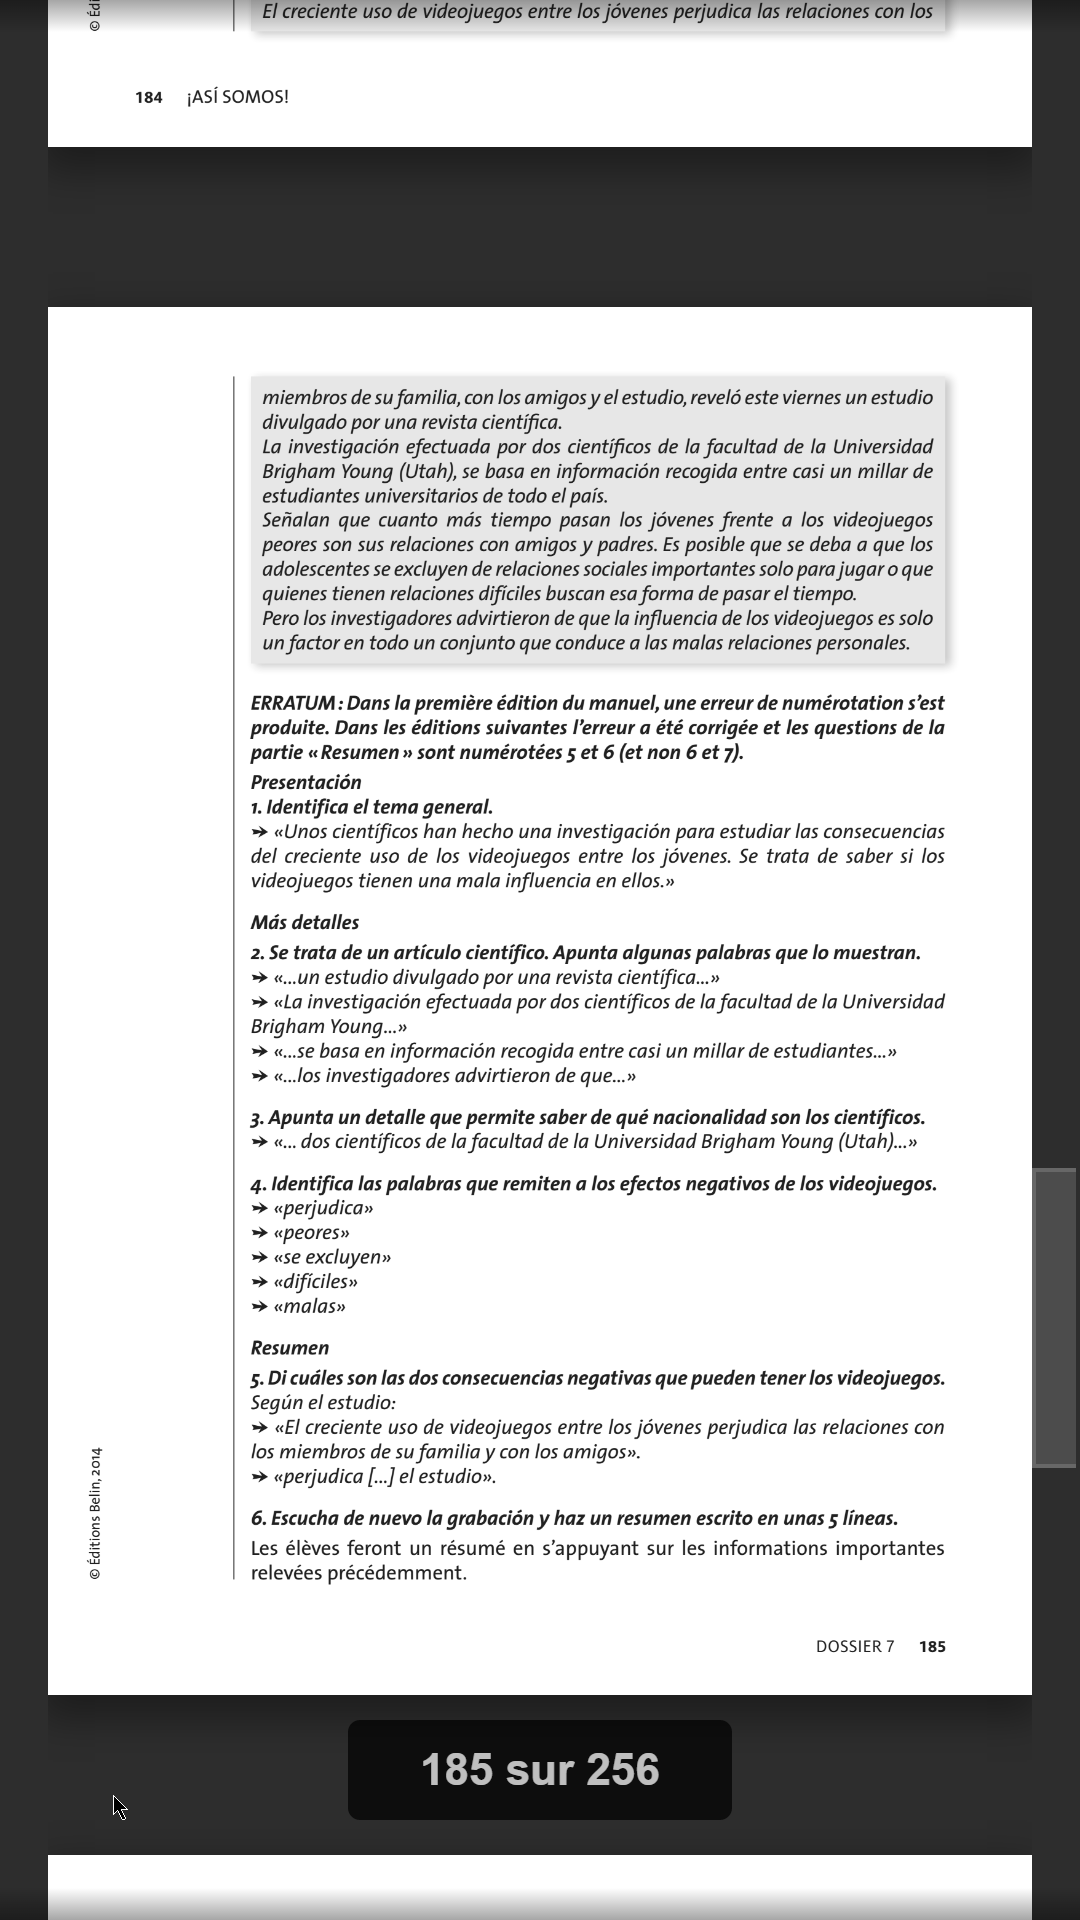 © Édi
El creciente uso de videojuegos entre los jóvenes perjudica las relaciones con los
184 ¡ASÍ SOMOS!
miembros de su familia, con los amigos y el estudio, reveló este viernes un estudio
divulgado por una revista científica.
La investigación efectuada por dos científicos de la facultad de la Universidad
Brigham Young (Utah), se basa en información recogida entre casi un millar de
estudiantes universitarios de todo el país.
Señalan que cuanto más tiempo pasan los jóvenes frente a los videojuegos
peores son sus relaciones con amigos y padres. Es posible que se deba a que los
adolescentes se excluyen de relaciones sociales importantes solo para jugar o que
quienes tienen relaciones difíciles buscan esa forma de pasar el tiempo.
Pero los investigadores advirtieron de que la influencia de los videojuegos es solo
un factor en todo un conjunto que conduce a las malas relaciones personales.
ERRATUM : Dans la première édition du manuel, une erreur de numérotation s’est
produite. Dans les éditions suivantes l’erreur a été corrigée et les questions de la
partie « Resumen » sont numérotées 5 et 6 (et non 6 et 7).
Presentación
1. Identifica el tema general.
➛ «Unos científicos han hecho una investigación para estudiar las consecuencias
del creciente uso de los videojuegos entre los jóvenes. Se trata de saber si los
videojuegos tienen una mala influencia en ellos.»
Más detalles
2. Se trata de un artículo científico. Apunta algunas palabras que lo muestran.
➛ «...un estudio divulgado por una revista científica...»
➛ «La investigación efectuada por dos científicos de la facultad de la Universidad
Brigham Young...»
➛ «...se basa en información recogida entre casi un millar de estudiantes...»
➛ «...los investigadores advirtieron de que...»
3. Apunta un detalle que permite saber de qué nacionalidad son los científicos.
➛ «... dos científicos de la facultad de la Universidad Brigham Young (Utah)...»
4. Identifica las palabras que remiten a los efectos negativos de los videojuegos.
➛ «perjudica»
➛ «peores»
➛ «se excluyen»
➛ «difíciles»
➛ «malas»
Resumen
5. Di cuáles son las dos consecuencias negativas que pueden tener los videojuegos.
Según el estudio:
➛ «El creciente uso de videojuegos entre los jóvenes perjudica las relaciones con
los miembros de su familia y con los amigos».
➛ «perjudica [...] el estudio».
6. Escucha de nuevo la grabación y haz un resumen escrito en unas 5 líneas.
Les élèves feront un résumé en s’appuyant sur les informations importantes
relevées précédemment.
© Éditions Belin, 2014
DOSSIER 7 185
185 sur 256